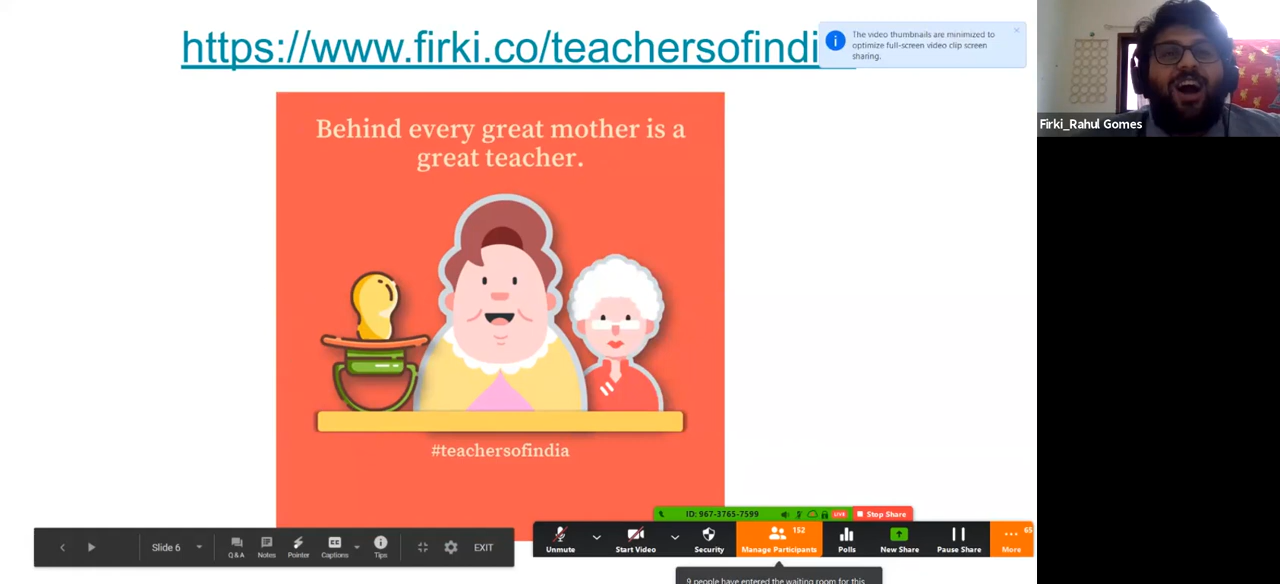 https://www.firki.co/teachersofindi
The video thumbnails are minimized to
optimize full-screen video clip screen
sharing.
Firki_Rahul Gomes
Behind every great mother is a
great teacher.
#teachersofindia
ID: 967-3765-7599
LIVE
Stop Share
Slide 6
Q&A
Notes
Pointer
Captions
CC
Tips
EXIT
Unmute
Start Video
Security
152
Manage Participants
Polls
New Share
Pause Share
65
More
9 people have entered the waiting room for this